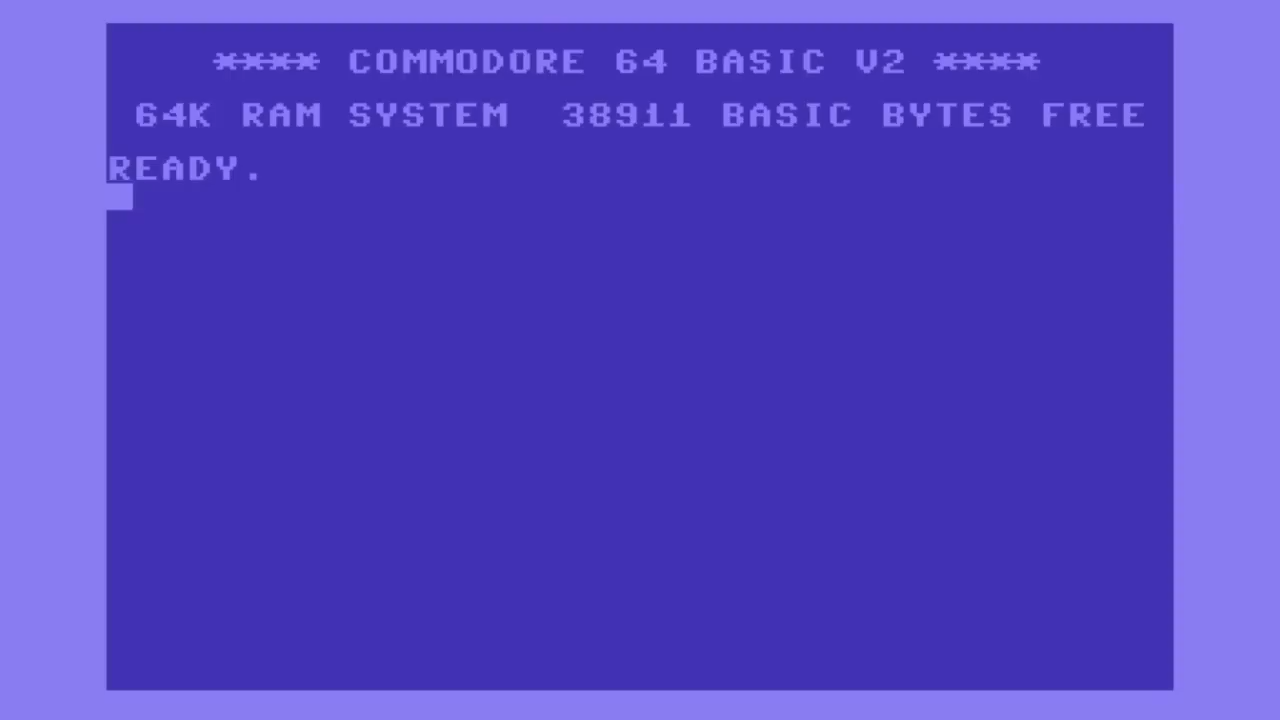 **** COMMODORE 64 BASIC V2 ****
64K RAM SYSTEM  38911 BASIC BYTES FREE
READY.